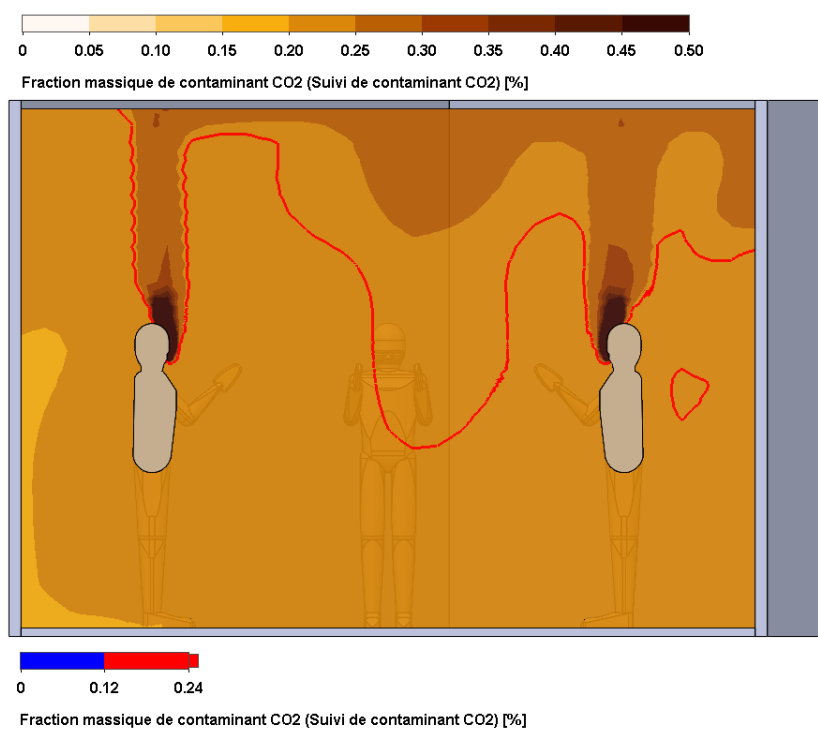 0 0.05 0.10 0.15 0.20 0.25 0.30 0.35 0.40 0.45 0.50
Fraction massique de contaminant CO2 (Suivi de contaminant CO2) [%]
0 0.12 0.24
Fraction massique de contaminant CO2 (Suivi de contaminant CO2) [%]